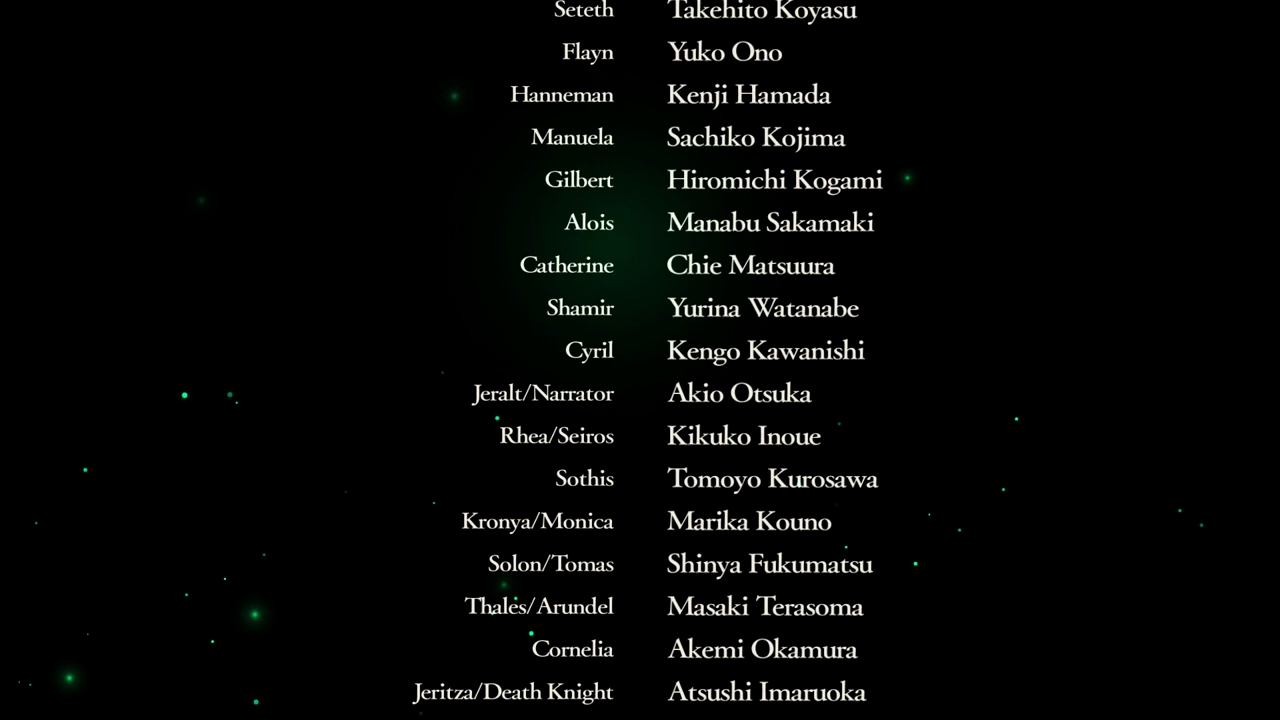 Seteth Takehito Koyasu
Flayn Yuko Ono
Hanneman Kenji Hamada
Manuela Sachiko Kojima
Gilbert Hiromichi Kogami
Alois Manabu Sakamaki
Catherine Chie Matsuura
Shamir Yurina Watanabe
Cyril Kengo Kawanishi
Jeralt/Narrator Akio Otsuka
Rhea/Seiros Kikuko Inoue
Sothis Tomoyo Kurosawa
Kronya/Monica Marika Kouno
Solon/Tomas Shinya Fukumatsu
Thales/Arundel Masaki Terasoma
Cornelia Akemi Okamura
Jeritza/Death Knight Atsushi Imaruoka